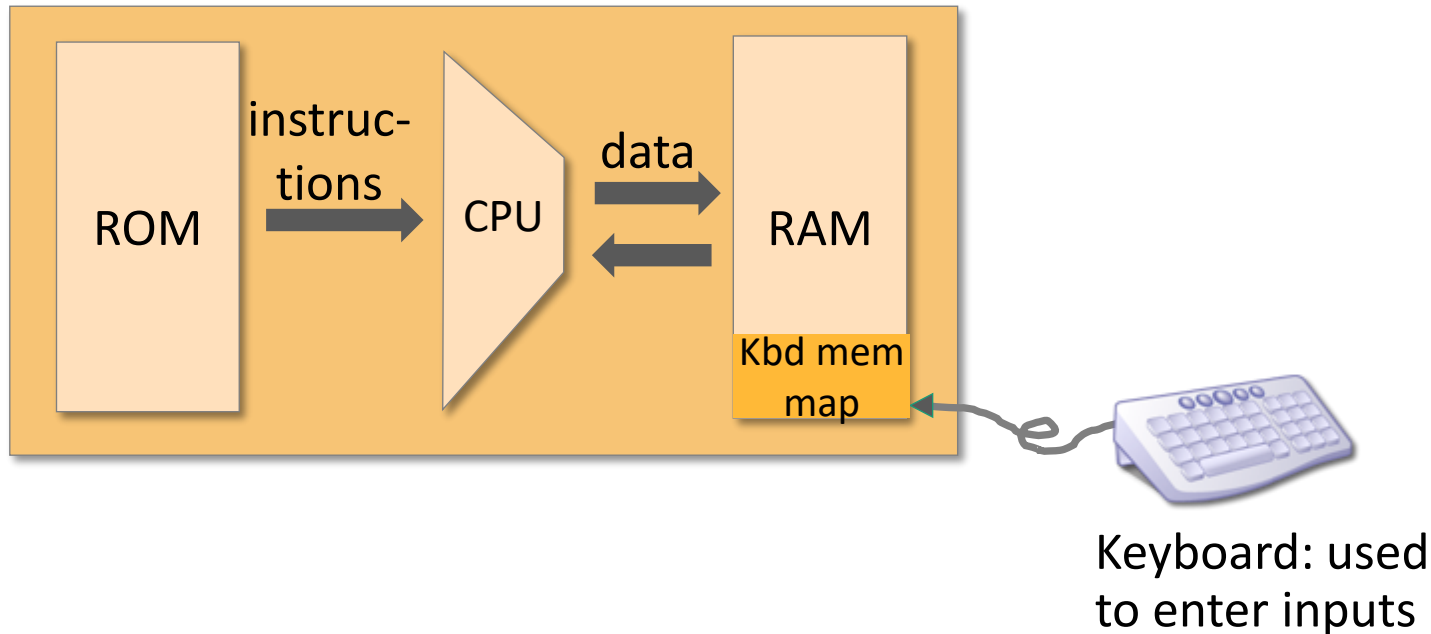 ROM
instruc-
tions
CPU
data
RAM
Kbd mem
map
Keyboard: used
to enter inputs